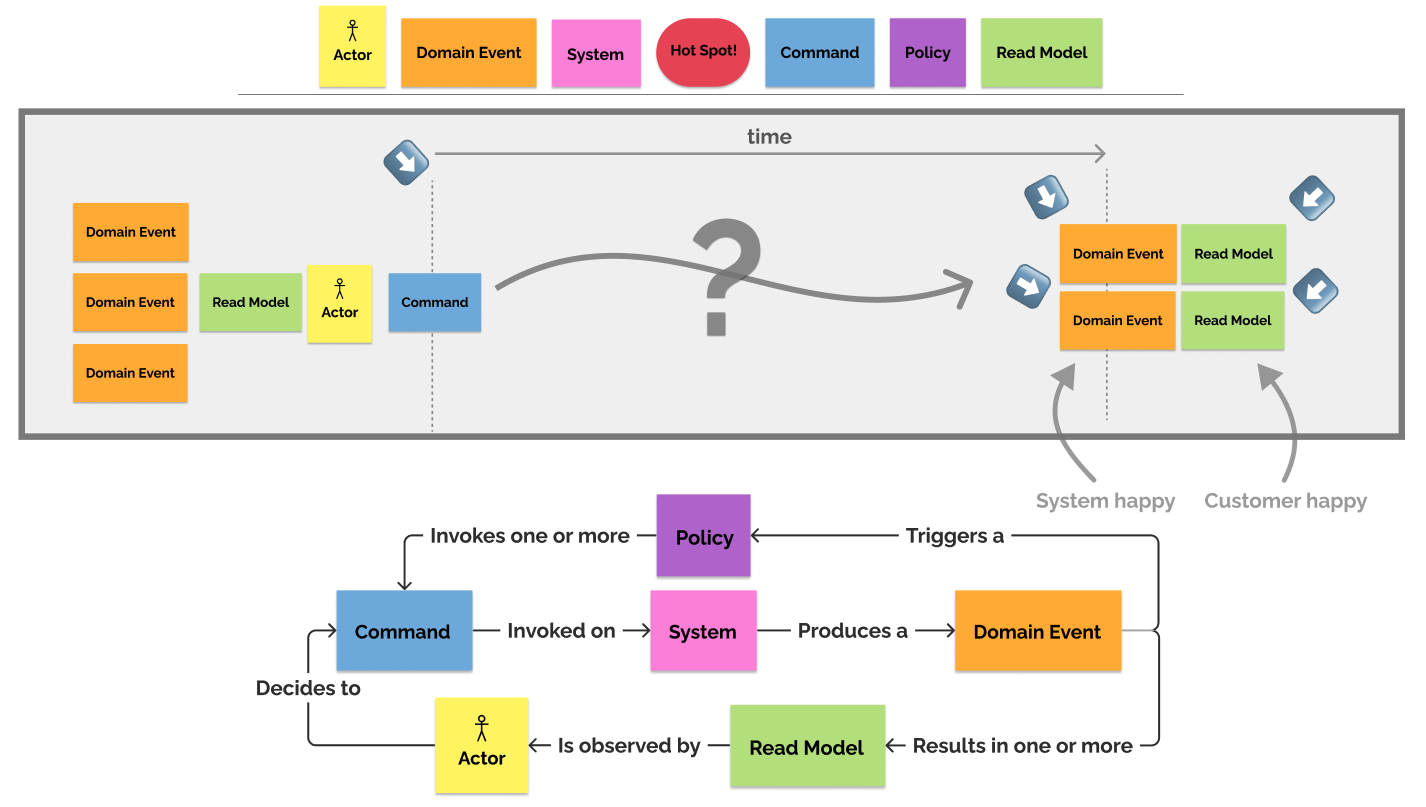 Actor
Domain Event
System
Hot Spot!
Command
Policy
Read Model
time
Domain Event
Domain Event
Read Model
Domain Event
Read Model
Actor
Command
Domain Event
Read Model
Domain Event
?
System happy
Customer happy
Invokes one or more
Policy
Triggers a
Command
Invoked on
System
Produces a
Domain Event
Decides to
Actor
Is observed by
Read Model
Results in one or more